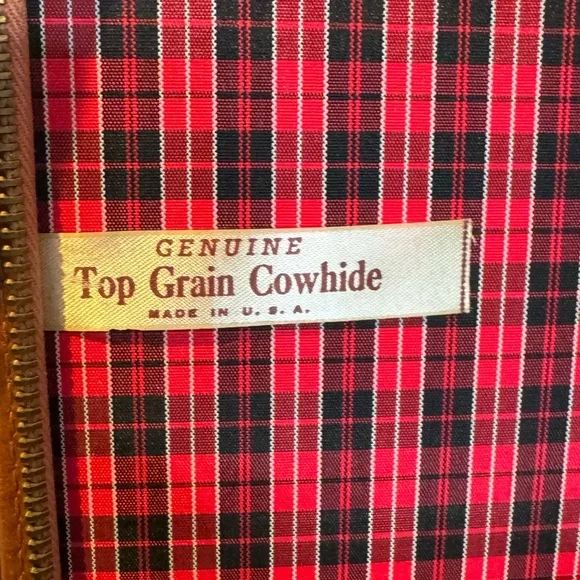 GENUINE
Top Grain Cowhide
MADE IN U.S.A.